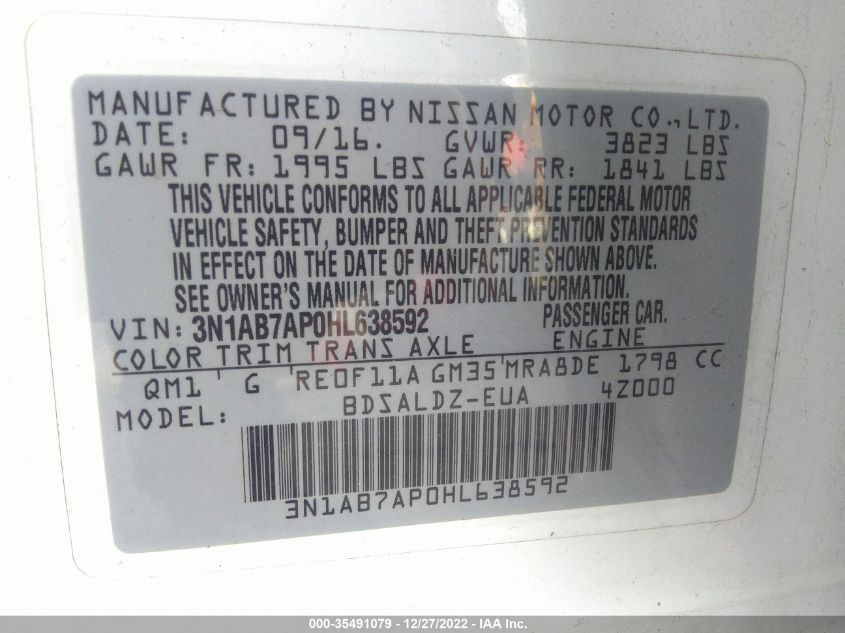 MANUFACTURED BY NISSAN MOTOR CO.,LTD.
DATE: 09/16. GVWR: 3823 LBS
GAWR FR: 1995 LBS GAWR RR: 1841 LBS
THIS VEHICLE CONFORMS TO ALL APPLICABLE FEDERAL MOTOR
VEHICLE SAFETY, BUMPER AND THEFT PREVENTION STANDARDS
IN EFFECT ON THE DATE OF MANUFACTURE SHOWN ABOVE.
SEE OWNER'S MANUAL FOR ADDITIONAL INFORMATION.
VIN: 3N1AB7AP0HL638592 PASSENGER CAR.
COLOR TRIM TRANS AXLE ENGINE
QM1 G RE0F11A GM35 MRA8DE 1798 CC
MODEL: BDSALDZ-EUA 4Z000
3N1AB7AP0HL638592
000-35491079 - 12/27/2022 - IAA Inc.